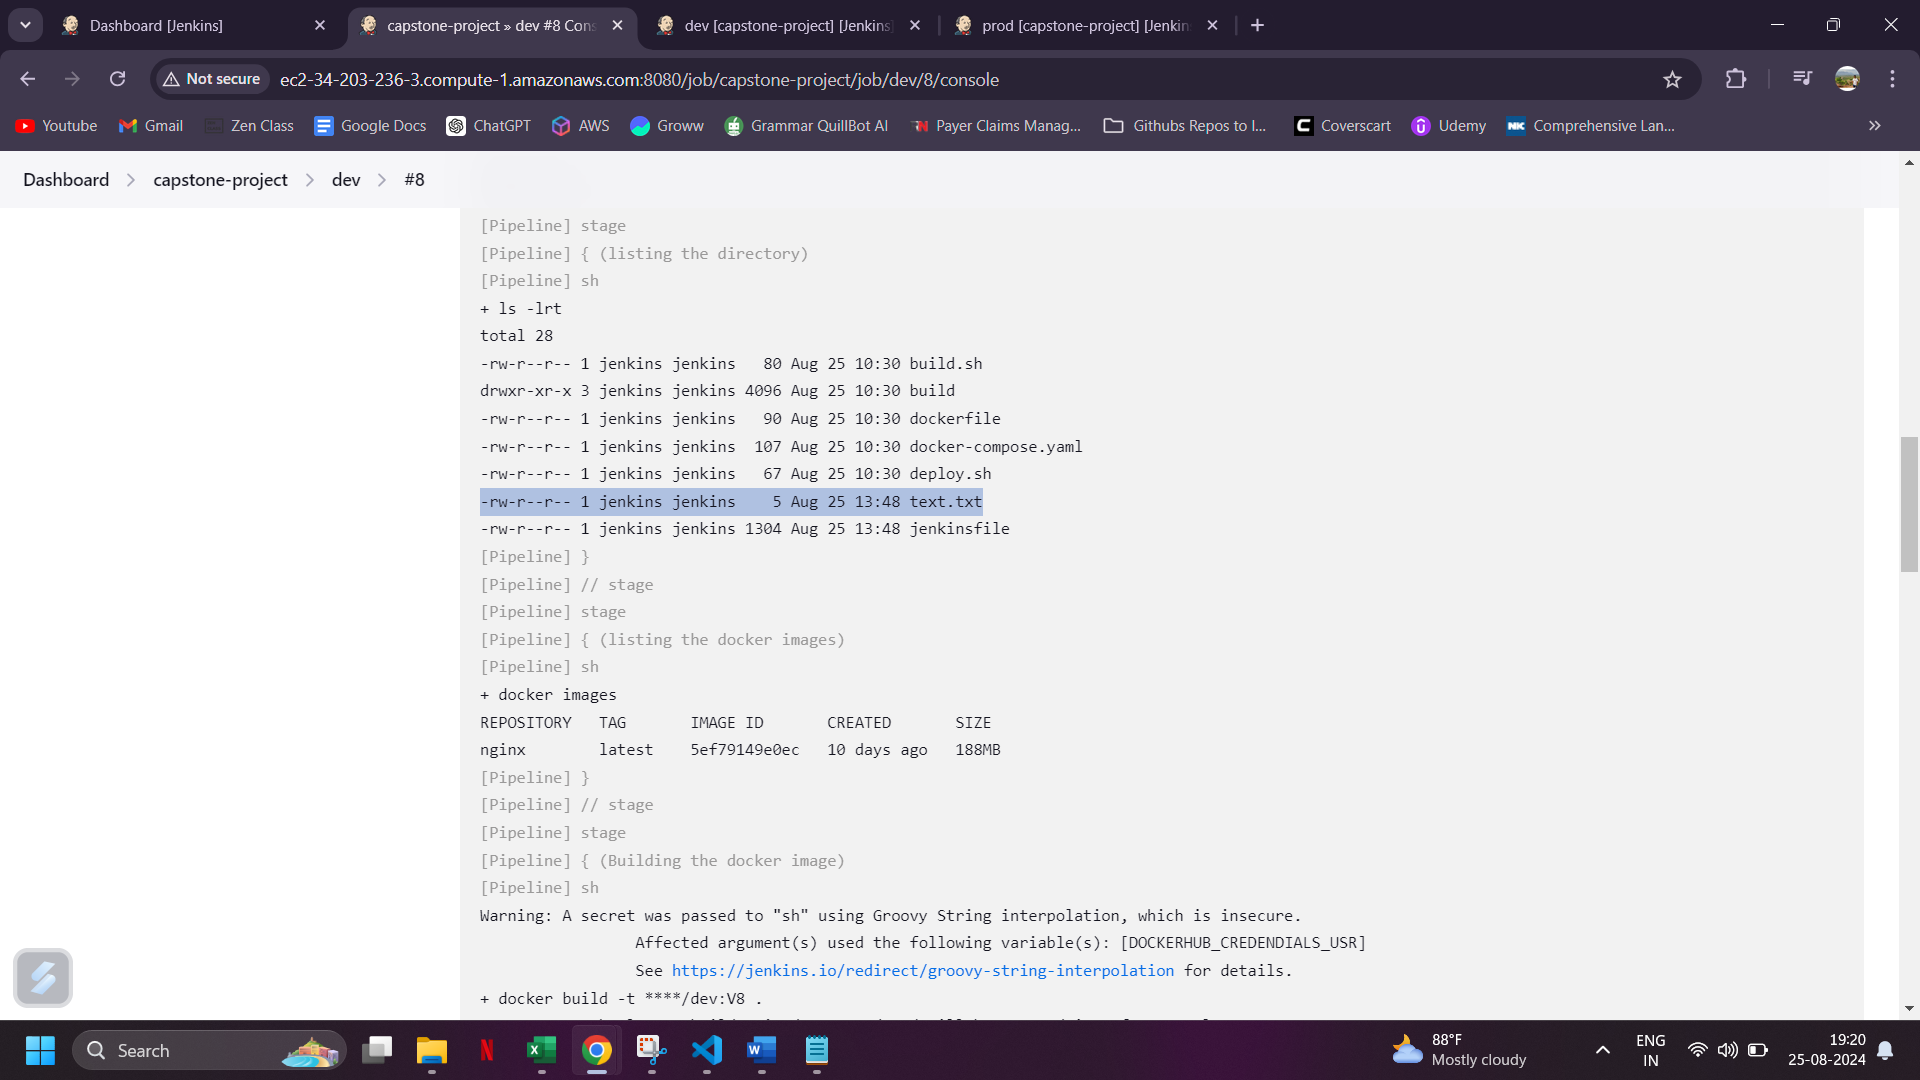 Dashboard [Jenkins]
capstone-project » dev #8 Con
dev [capstone-project] [Jenkins
prod [capstone-project] [Jenkin
Not secure
ec2-34-203-236-3.compute-1.amazonaws.com:8080/job/capstone-project/job/dev/8/console
Youtube
Gmail
Zen Class
Google Docs
ChatGPT
AWS
Groww
Grammar QuillBot AI
Payer Claims Manag...
Githubs Repos to I...
Coverscart
Udemy
Comprehensive Lan...
Dashboard > capstone-project > dev > #8
[Pipeline] stage
[Pipeline] { (listing the directory)
[Pipeline] sh
+ ls -lrt
total 28
-rw-r--r-- 1 jenkins jenkins   80 Aug 25 10:30 build.sh
drwxr-xr-x 3 jenkins jenkins 4096 Aug 25 10:30 build
-rw-r--r-- 1 jenkins jenkins   90 Aug 25 10:30 dockerfile
-rw-r--r-- 1 jenkins jenkins  107 Aug 25 10:30 docker-compose.yaml
-rw-r--r-- 1 jenkins jenkins   67 Aug 25 10:30 deploy.sh
-rw-r--r-- 1 jenkins jenkins    5 Aug 25 13:48 text.txt
-rw-r--r-- 1 jenkins jenkins 1304 Aug 25 13:48 jenkinsfile
[Pipeline] }
[Pipeline] // stage
[Pipeline] stage
[Pipeline] { (listing the docker images)
[Pipeline] sh
+ docker images
REPOSITORY   TAG       IMAGE ID       CREATED       SIZE
nginx        latest    5ef79149e0ec   10 days ago   188MB
[Pipeline] }
[Pipeline] // stage
[Pipeline] stage
[Pipeline] { (Building the docker image)
[Pipeline] sh
Warning: A secret was passed to "sh" using Groovy String interpolation, which is insecure.
Affected argument(s) used the following variable(s): [DOCKERHUB_CREDENDIALS_USR]
See https://jenkins.io/redirect/groovy-string-interpolation for details.
+ docker build -t ****/dev:V8 .
Search
88°F
Mostly cloudy
ENG
IN
19:20
25-08-2024